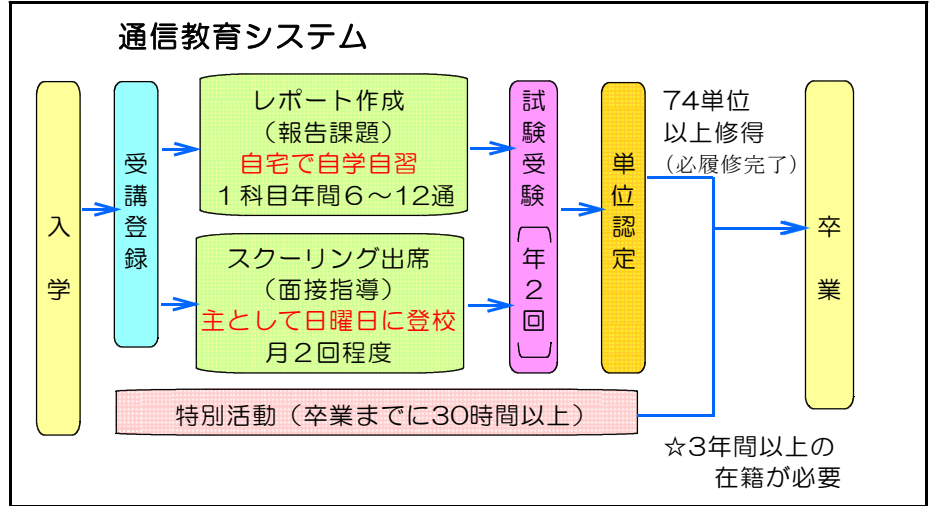 通信教育システム
入学
受講登録
レポート作成
（報告課題）
自宅で自学自習
1科目年間6～12通
スクーリング出席
（面接指導）
主として日曜日に登校
月2回程度
試験受験（年2回）
単位認定
74単位
以上修得
（必履修完了）
卒業
特別活動（卒業までに30時間以上）
☆3年間以上の
在籍が必要